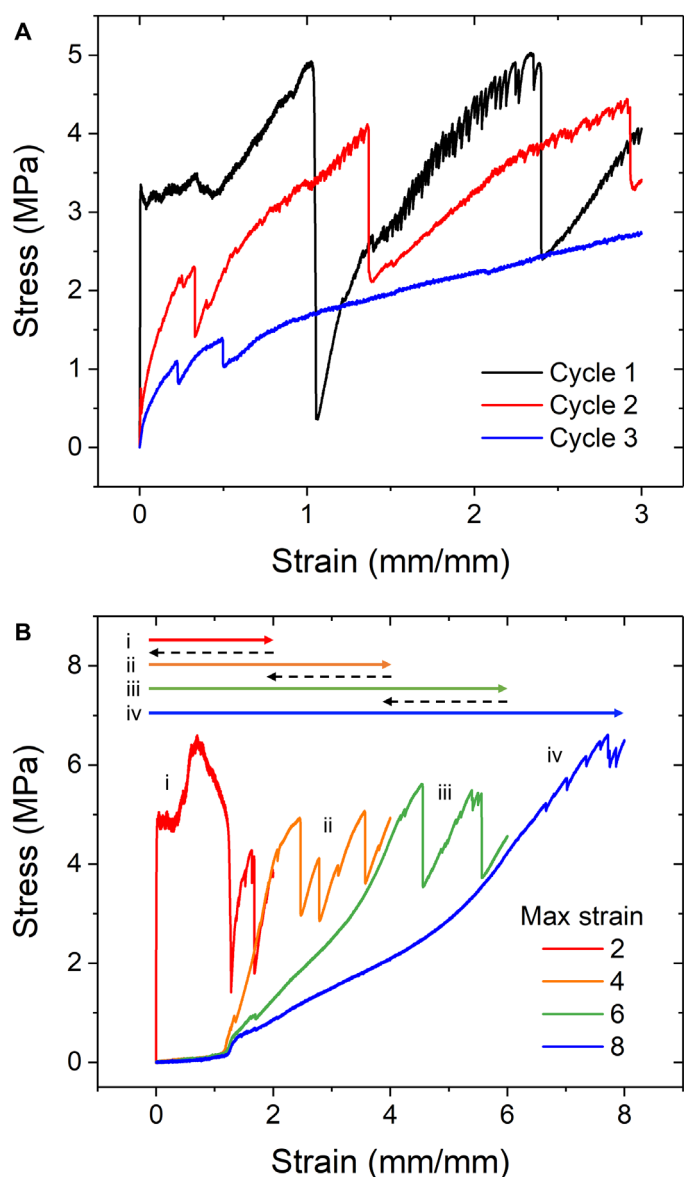 A
Stress (MPa)
5
4
3
2
1
0
Cycle 1
Cycle 2
Cycle 3
0 1 2 3
Strain (mm/mm)
B
Stress (MPa)
i
ii
iii
iv
8
6
4
2
0
i
ii
iii
iv
Max strain
2
4
6
8
0 2 4 6 8
Strain (mm/mm)